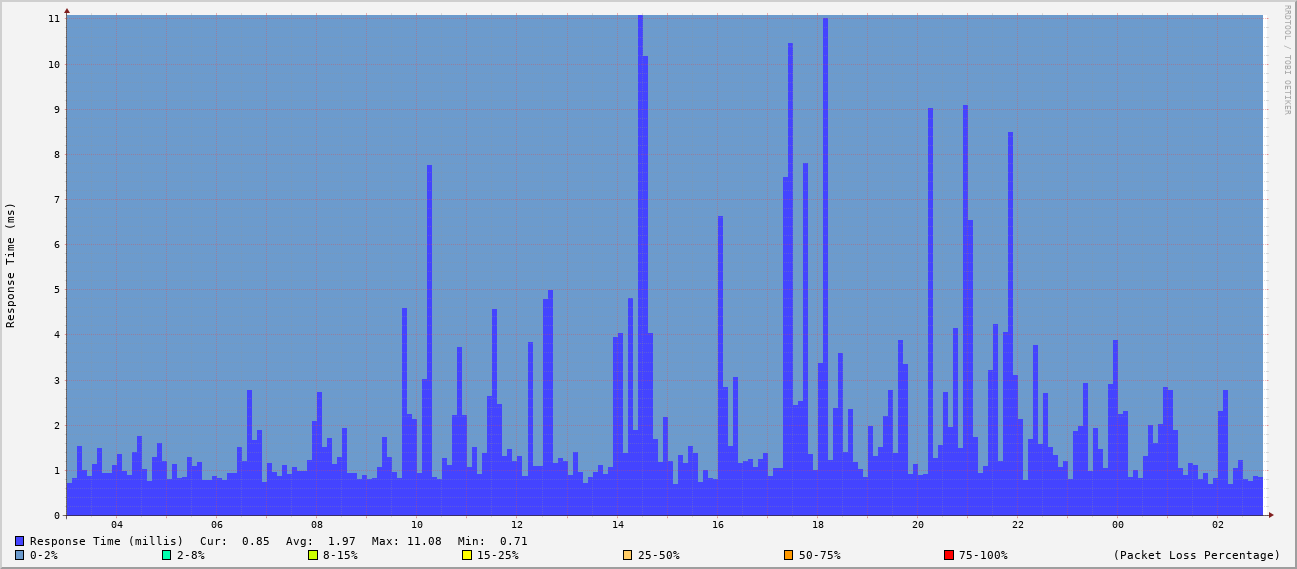 RRDTOOL / TOBI OETIKER
Response Time (ms)
11
10
9
8
7
6
5
4
3
2
1
0
04 06 08 10 12 14 16 18 20 22 00 02
Response Time (millis) Cur: 0.85 Avg: 1.97 Max: 11.08 Min: 0.71
0-2% 2-8% 8-15% 15-25% 25-50% 50-75% 75-100% (Packet Loss Percentage)